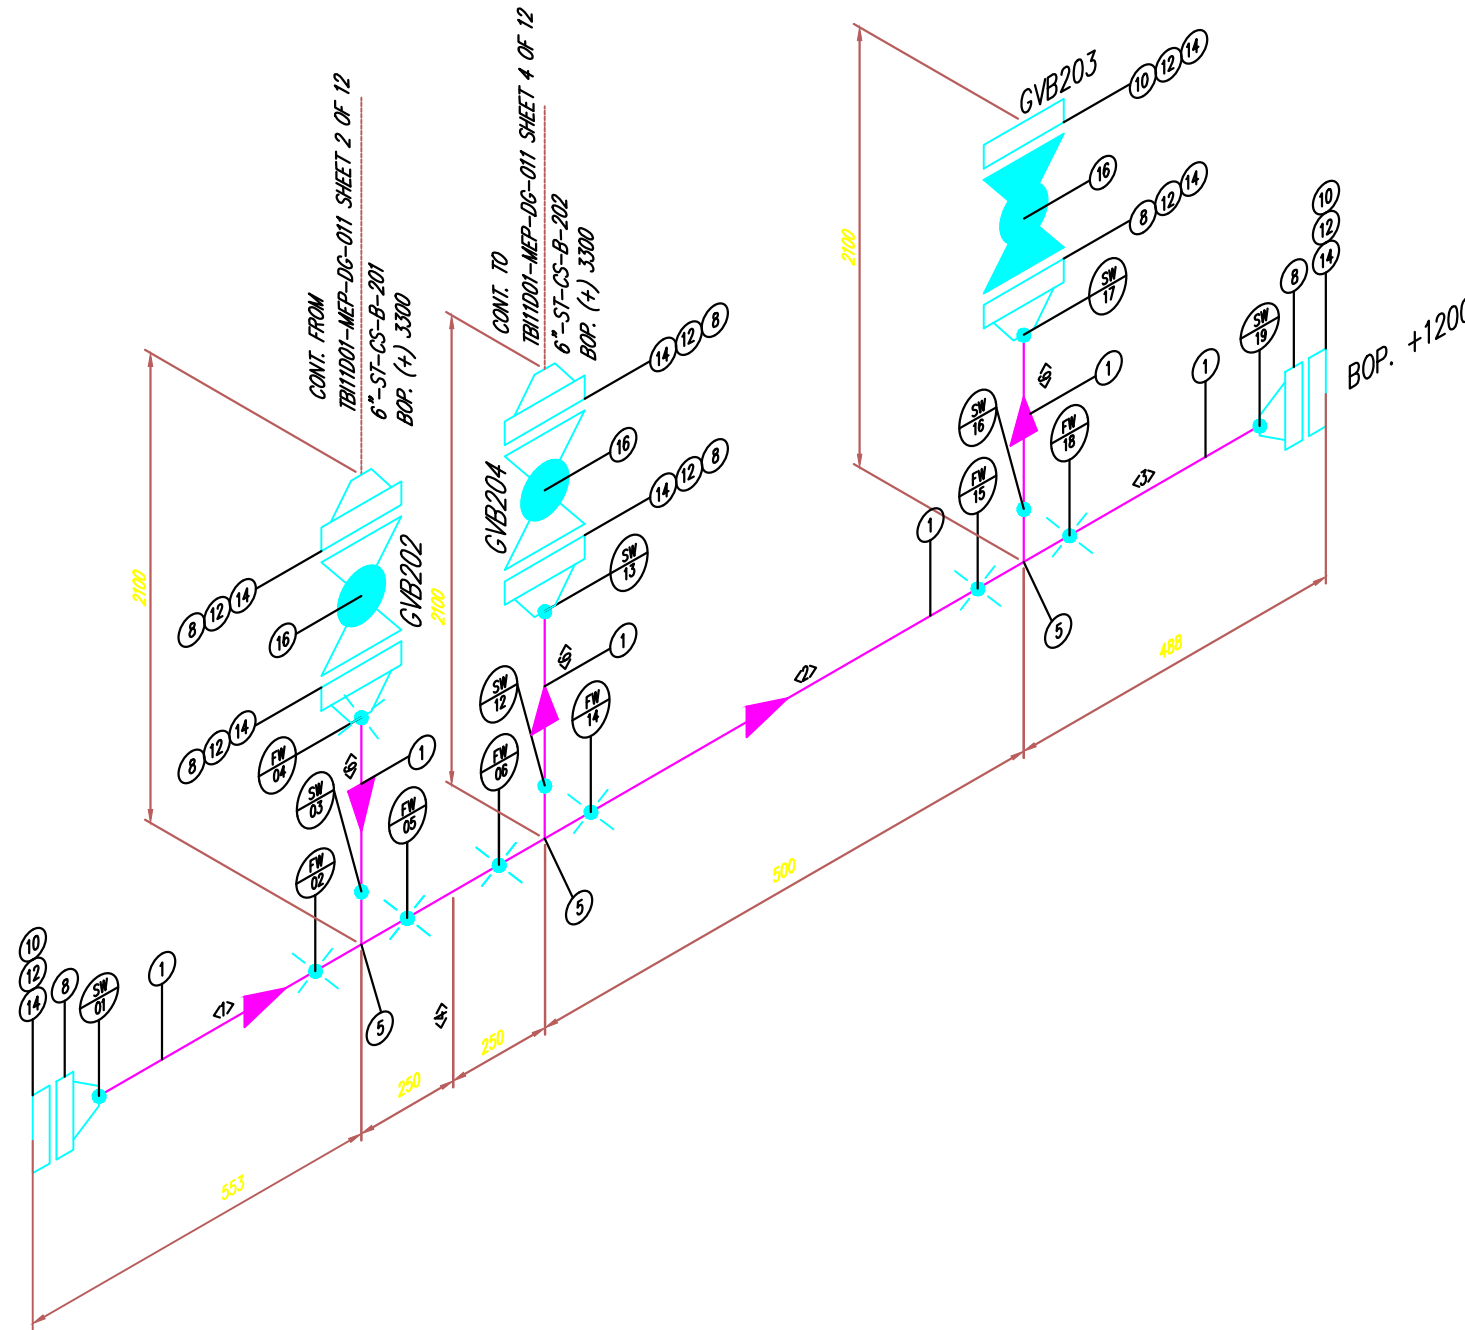 CONT. FROM
TBI11D01-MEP-DG-011 SHEET 2 OF 12
6"-ST-CS-B-201
BOP. (+) 3300
CONT. TO
TBI11D01-MEP-DG-011 SHEET 4 OF 12
6"-ST-CS-B-202
BOP. (+) 3300
GVB203
10 12 14
16
8 12 14
SW 17
2100
10
12
14
8
SW 19
BOP. +1200
1
1
<6>
SW 16
FW 18
FW 15
<3>
1
5
488
14 12 8
16
14 12 8
GVB204
SW 13
2100
1
<6>
SW 12
FW 14
FW 06
<2>
5
500
2100
8 12 14
16
GVB202
8 12 14
FW 04
<6>
1
SW 03
FW 05
FW 02
5
<4>
250
250
10
12
14
8
SW 01
1
<1>
553